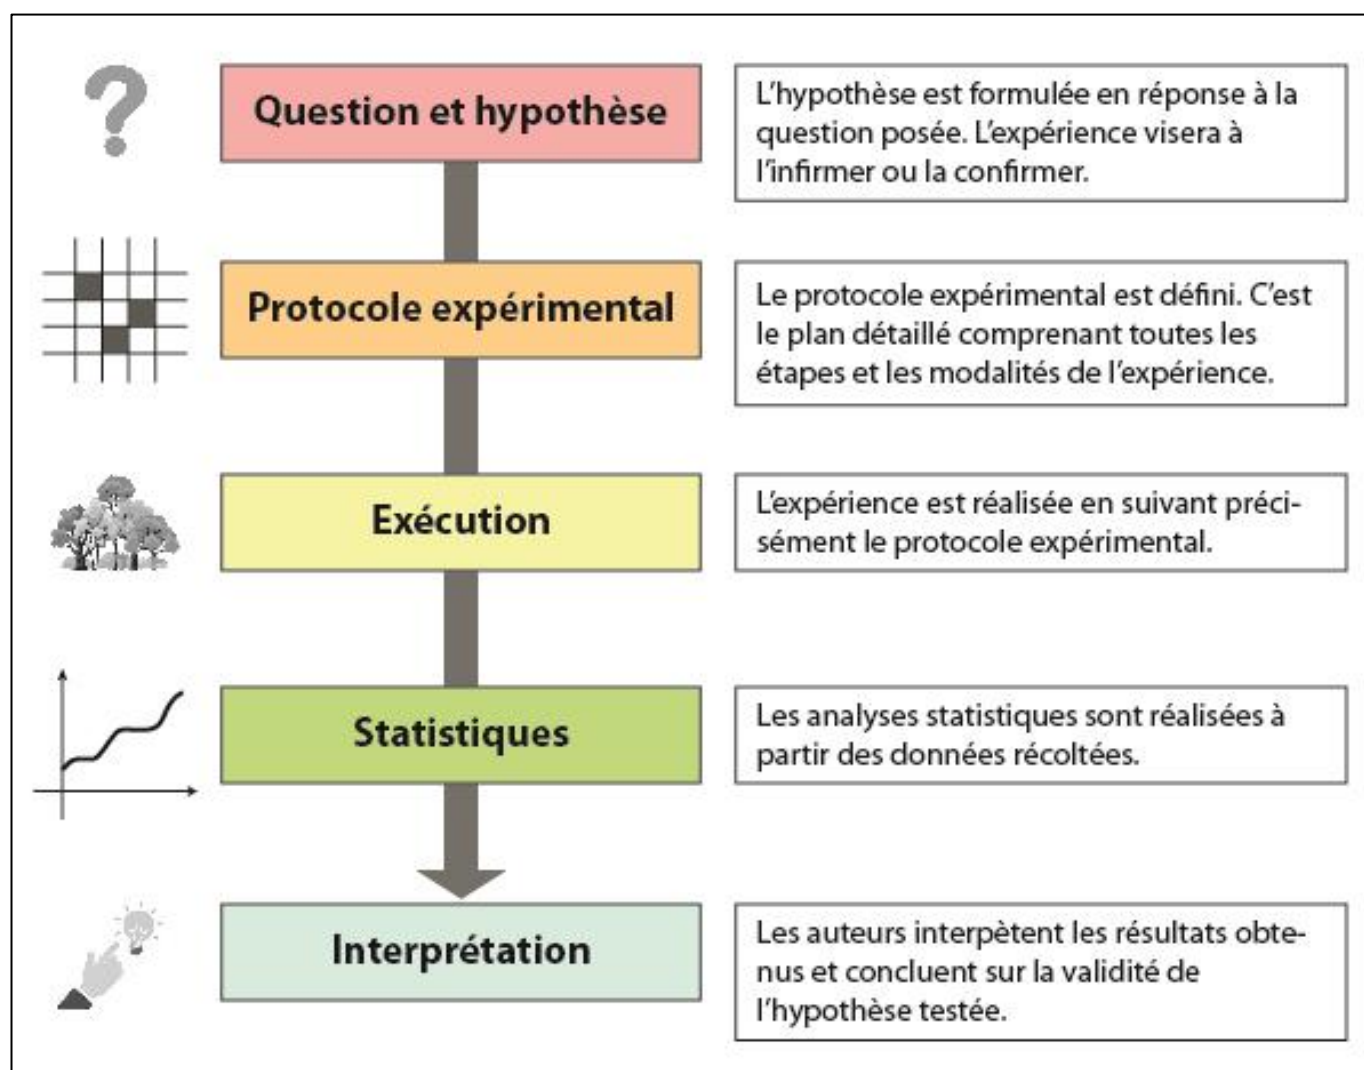 Question et hypothèse
L'hypothèse est formulée en réponse à la
question posée. L'expérience visera à
l'infirmer ou la confirmer.
Protocole expérimental
Le protocole expérimental est défini. C'est
le plan détaillé comprenant toutes les
étapes et les modalités de l'expérience.
Exécution
L'expérience est réalisée en suivant préci-
sément le protocole expérimental.
Statistiques
Les analyses statistiques sont réalisées à
partir des données récoltées.
Interprétation
Les auteurs interpètent les résultats obte-
nus et concluent sur la validité de
l'hypothèse testée.